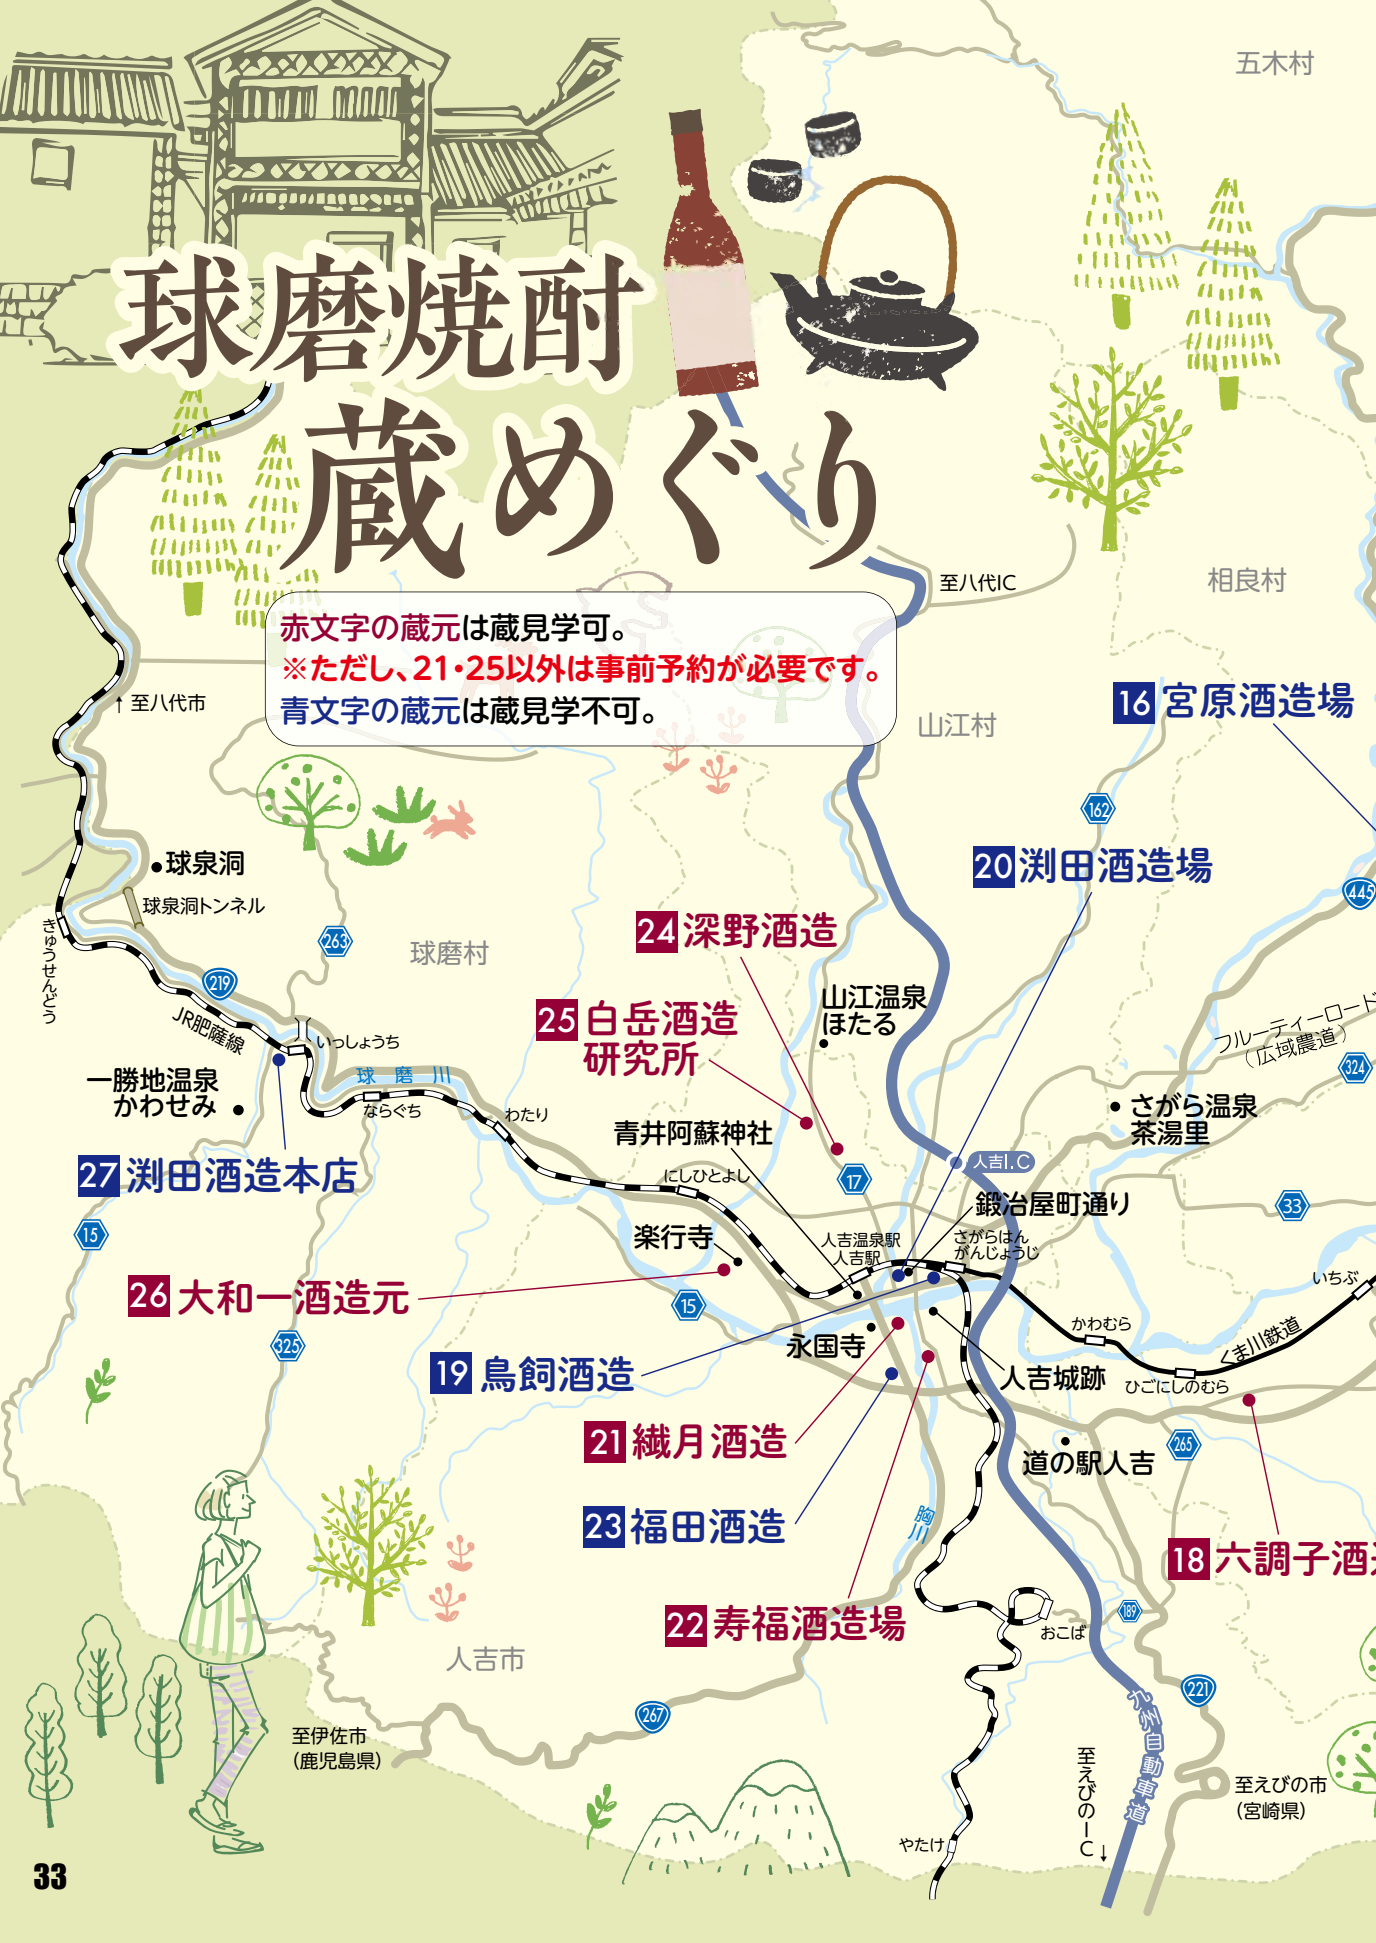 五木村
球磨焼酎
蔵めぐり
至八代IC
相良村
赤文字の蔵元は蔵見学可。
※ただし、21・25以外は事前予約が必要です。
青文字の蔵元は蔵見学不可。
↑至八代市
山江村
16 宮原酒造場
162
20 渕田酒造場
445
球泉洞
球泉洞トンネル
きゅうせんどう
263
球磨村
24 深野酒造
219
JR肥薩線
25 白岳酒造
研究所
山江温泉
ほたる
フルーティーロード
（広域農道）
324
いっしょうち
一勝地温泉
かわせみ
球磨川
ならぐち
わたり
さがら温泉
茶湯里
青井阿蘇神社
人吉I.C
27 渕田酒造本店
にしひとよし
17
鍛冶屋町通り
33
15
楽行寺
人吉温泉駅
人吉駅
さがらはん
がんじょうじ
26 大和一酒造元
15
いちぶ
かわむら
くま川鉄道
325
永国寺
19 鳥飼酒造
人吉城跡
ひごにしのむら
21 繊月酒造
265
道の駅人吉
23 福田酒造
胸川
18 六調子酒造
22 寿福酒造場
189
おこば
人吉市
221
267
九州自動車道
至伊佐市
(鹿児島県)
至えびのIC↓
至えびの市
(宮崎県)
やたけ
33